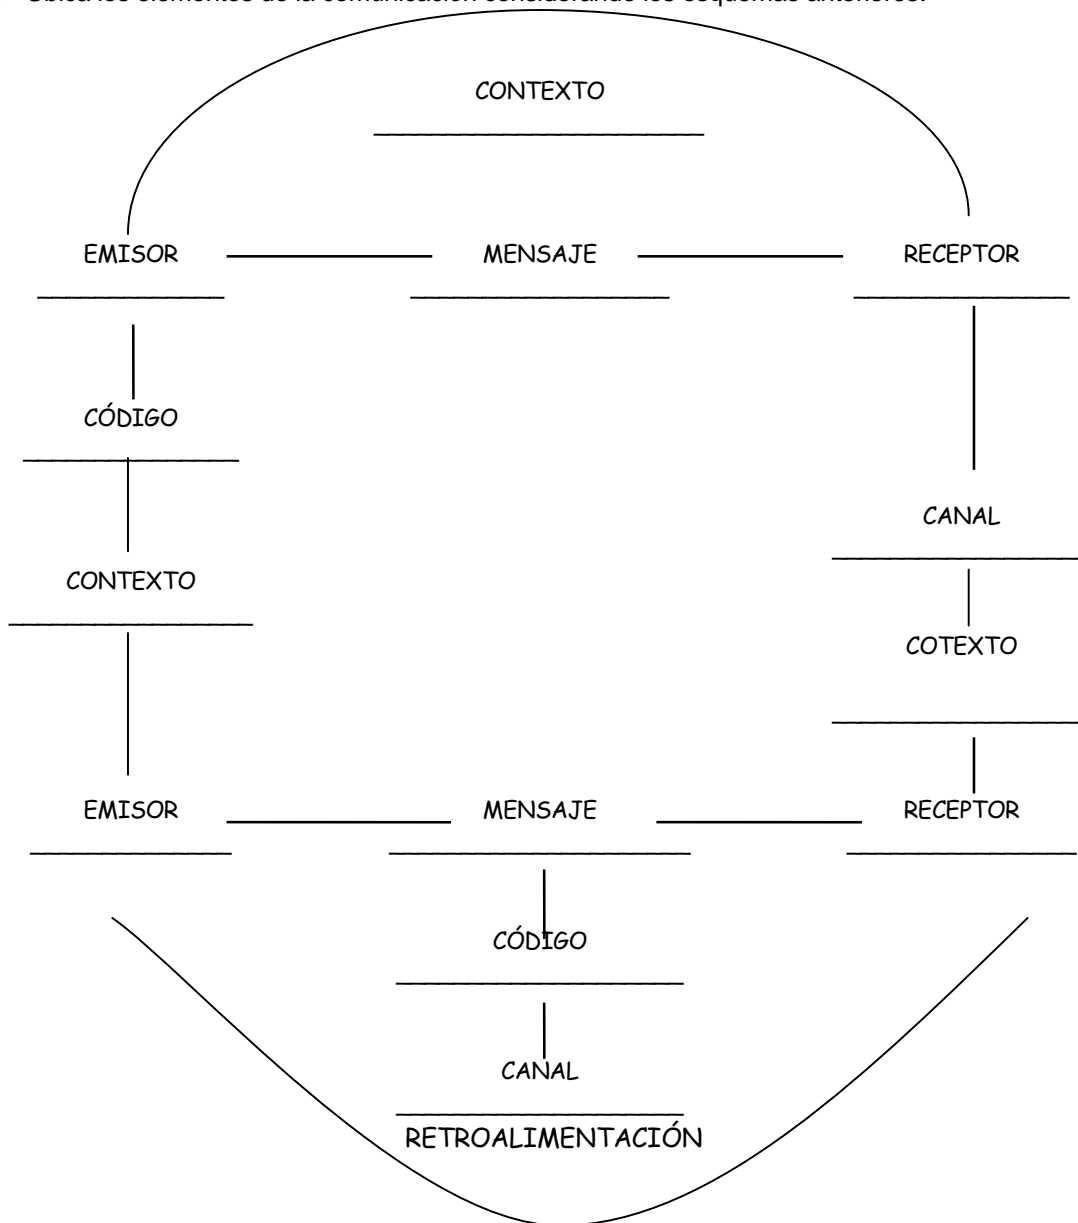 Ubica los elementos de la comunicación considerando los esquemas anteriores.
CONTEXTO
EMISOR MENSAJE RECEPTOR
CÓDIGO
CANAL
CONTEXTO
COTEXTO
EMISOR MENSAJE RECEPTOR
CÓDIGO
CANAL
RETROALIMENTACIÓN